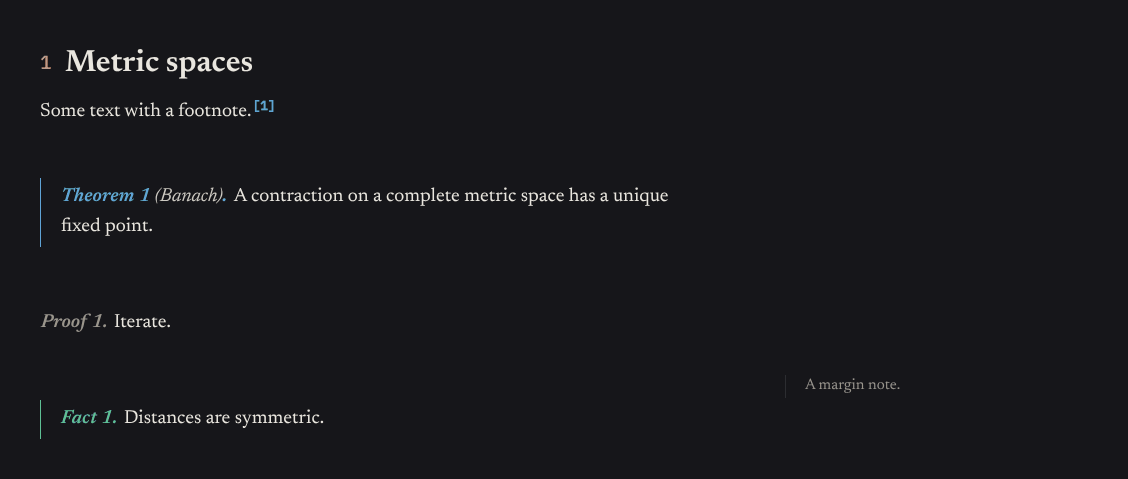 1 Metric spaces
Some text with a footnote.[1]
Theorem 1 (Banach). A contraction on a complete metric space has a unique
fixed point.
Proof 1. Iterate.
A margin note.
Fact 1. Distances are symmetric.